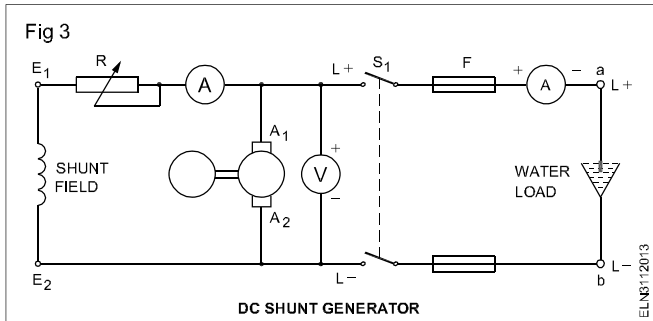 Fig 3
E1
R
A
L+
S1
F
+
A
−
a
L+
SHUNT
FIELD
A1
A2
V
+
−
WATER
LOAD
E2
L−
L−
b
DC SHUNT GENERATOR
ELN3112013